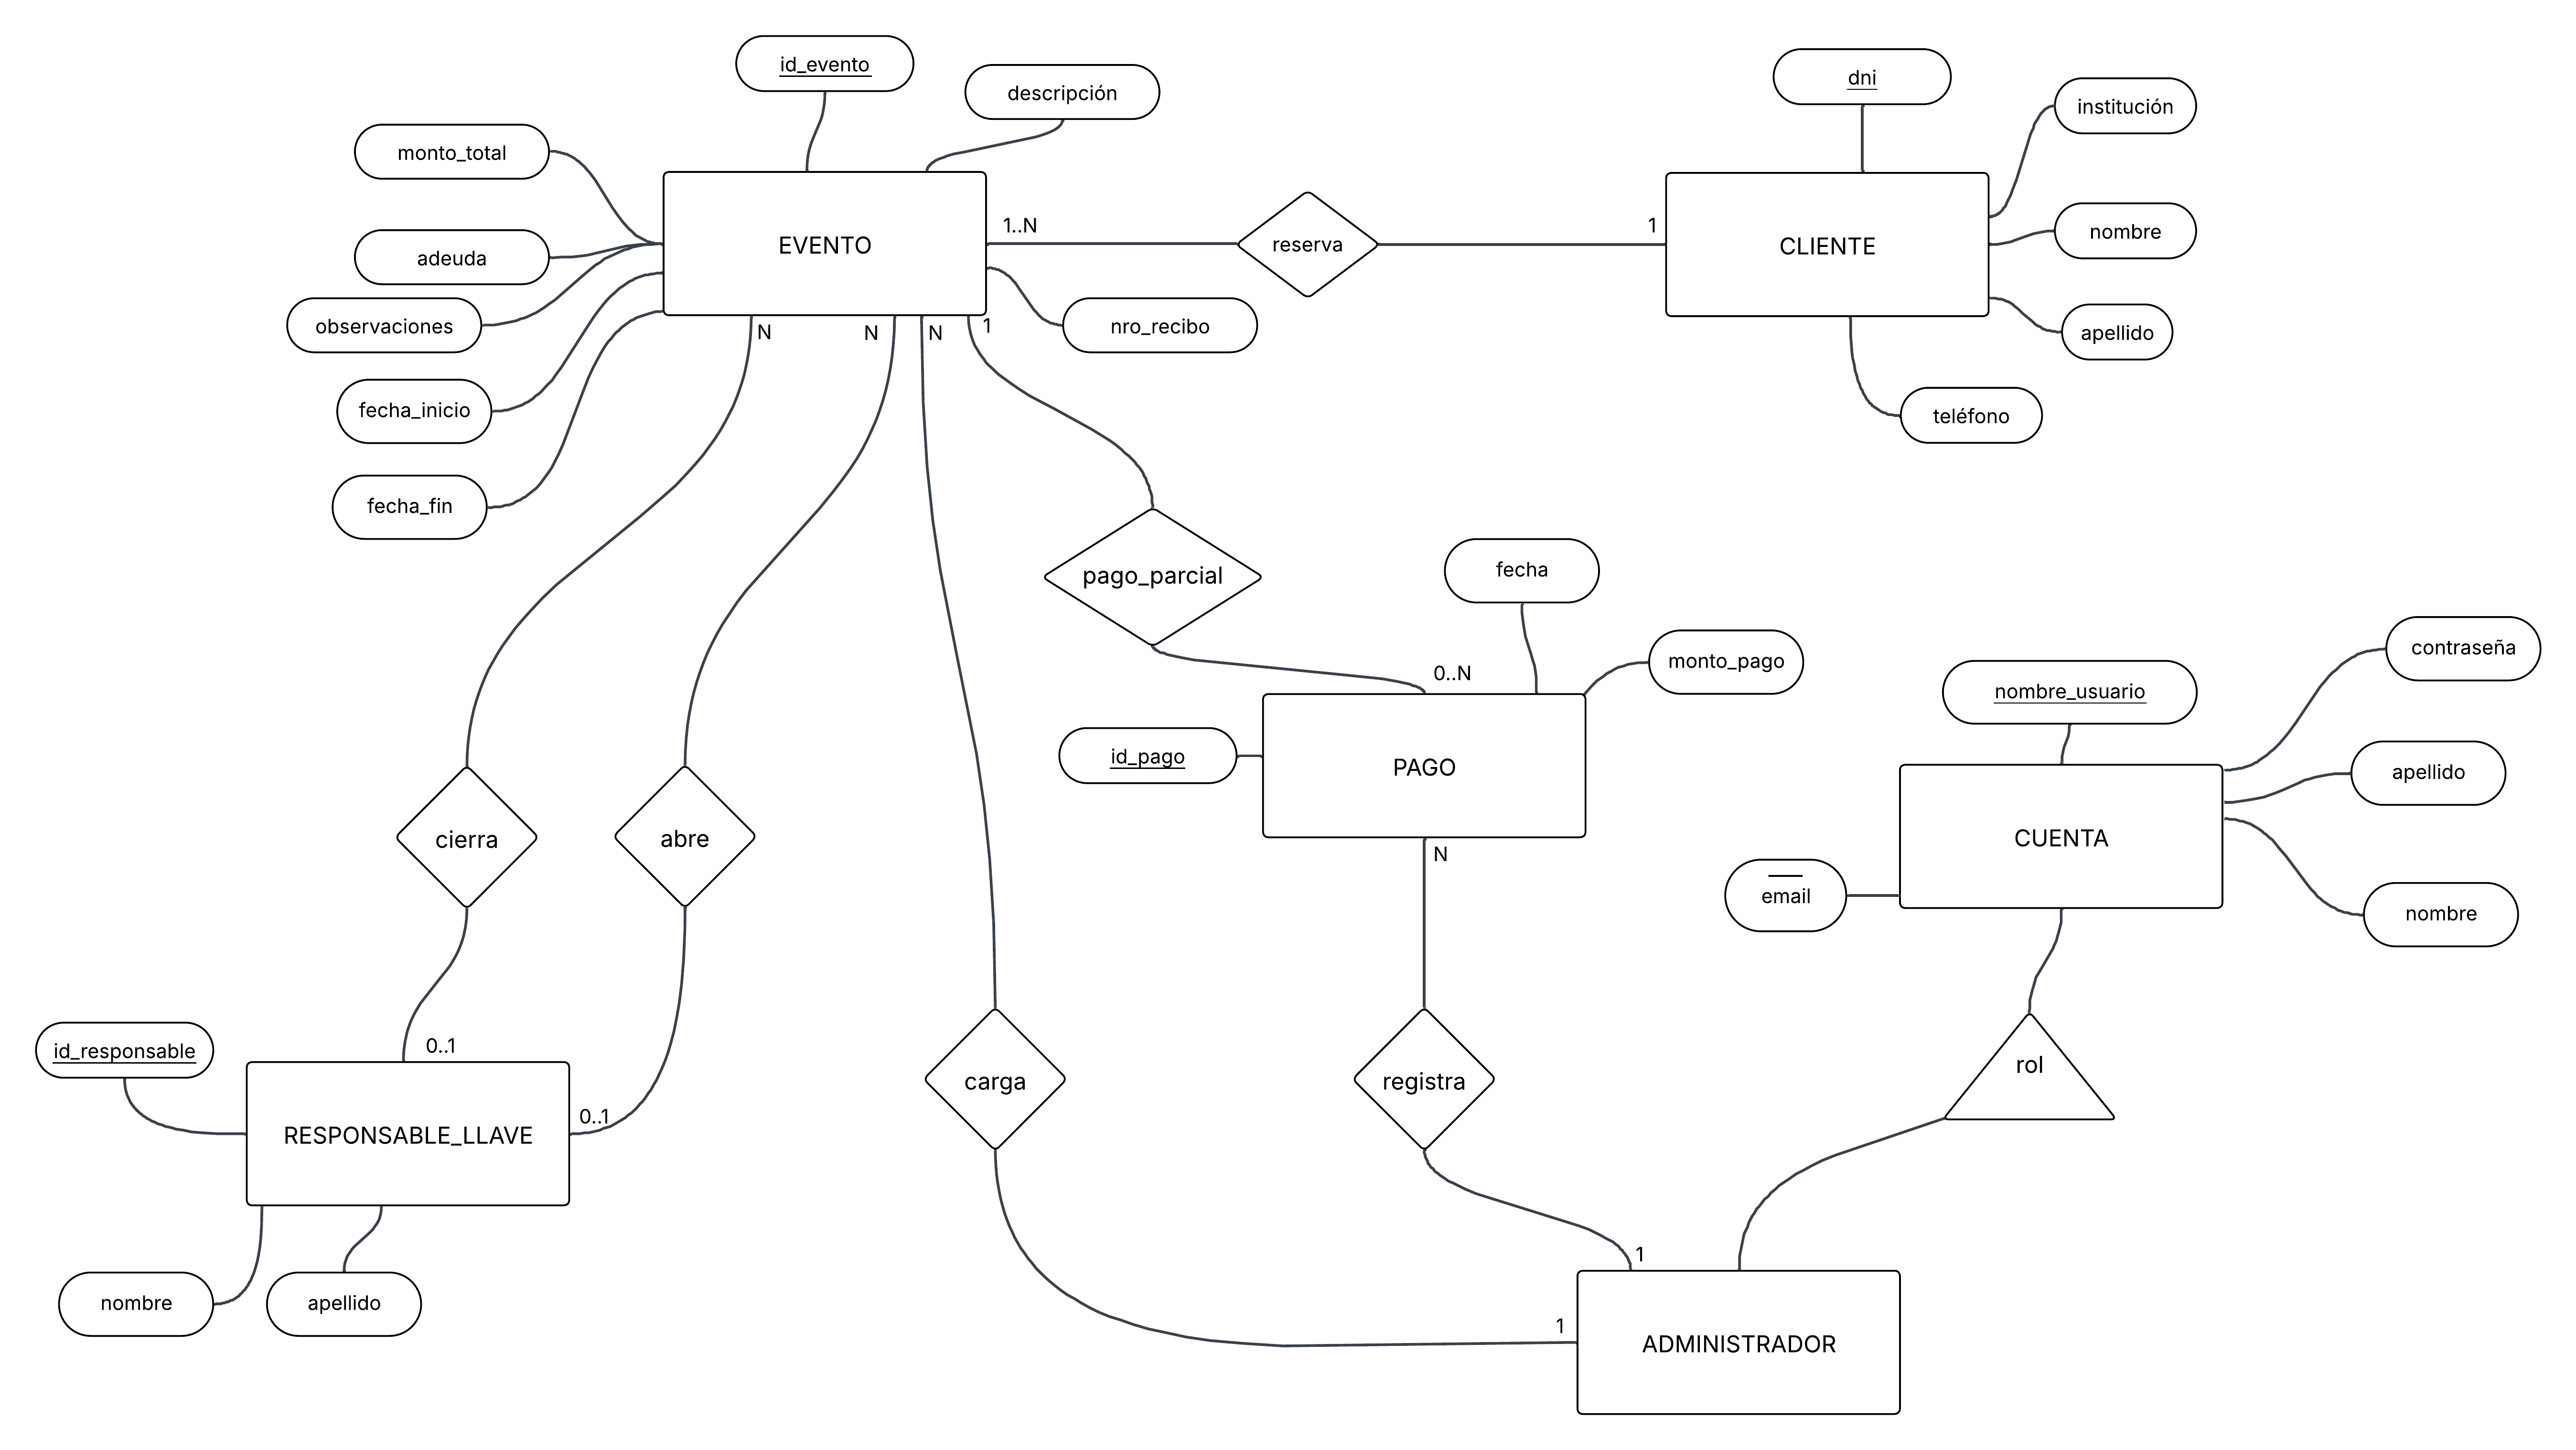 id_evento
descripción
dni
institución
monto_total
nombre
EVENTO
1..N
reserva
1
CLIENTE
adeuda
observaciones
nro_recibo
apellido
N
N
N
1
fecha_inicio
teléfono
fecha_fin
pago_parcial
fecha
contraseña
monto_pago
0..N
nombre_usuario
id_pago
PAGO
apellido
cierra
abre
CUENTA
N
email
nombre
id_responsable
0..1
rol
carga
registra
0..1
RESPONSABLE_LLAVE
1
nombre
apellido
1
ADMINISTRADOR